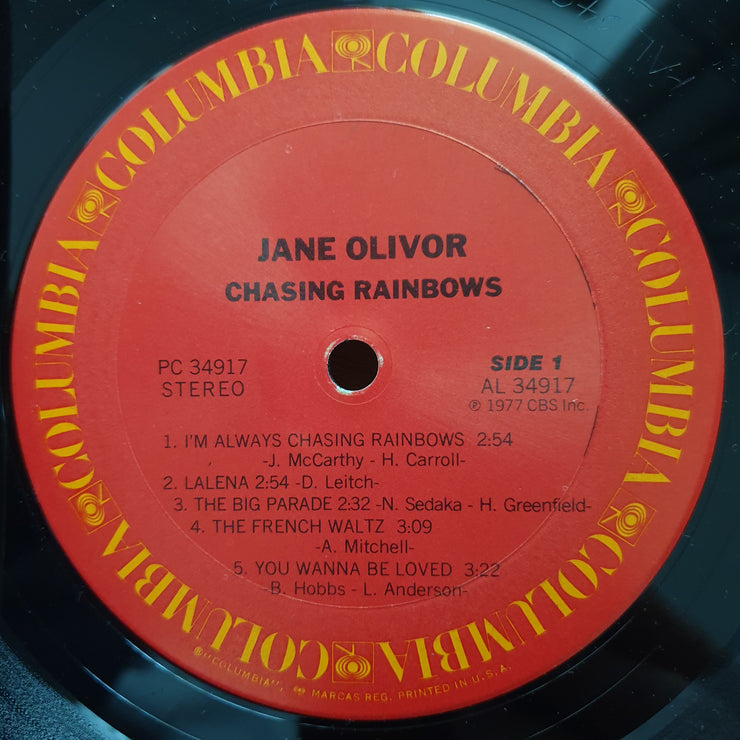 COLUMBIA COLUMBIA COLUMBIA COLUMBIA COLUMBIA COLUMBIA COLUMBIA COLUMBIA
JANE OLIVOR
CHASING RAINBOWS
PC 34917
STEREO
SIDE 1
AL 34917
℗ 1977 CBS Inc.
1. I'M ALWAYS CHASING RAINBOWS 2:54
-J. McCarthy - H. Carroll-
2. LALENA 2:54 -D. Leitch-
3. THE BIG PARADE 2:32 -N. Sedaka - H. Greenfield-
4. THE FRENCH WALTZ 3:09
-A. Mitchell-
5. YOU WANNA BE LOVED 3:22
B. Hobbs - L. Anderson-
®"COLUMBIA", MARCAS REG. PRINTED IN U.S.A.